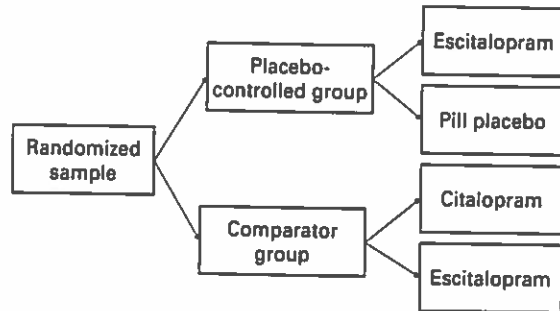 Randomized
sample
Placebo-
controlled group
Comparator
group
Escitalopram
Pill placebo
Citalopram
Escitalopram